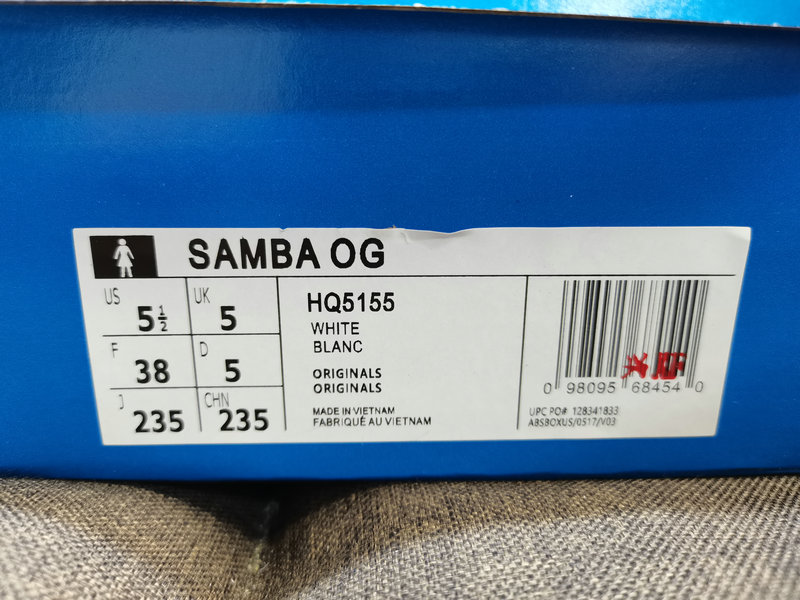 SAMBA OG
US 5½ UK 5
F 38 D 5
J 235 CHN 235
HQ5155
WHITE
BLANC
ORIGINALS
ORIGINALS
MADE IN VIETNAM
FABRIQUÉ AU VIETNAM
0 98095 68454 0
UPC PO# 128341833
ABSBOXUS/0517/V03